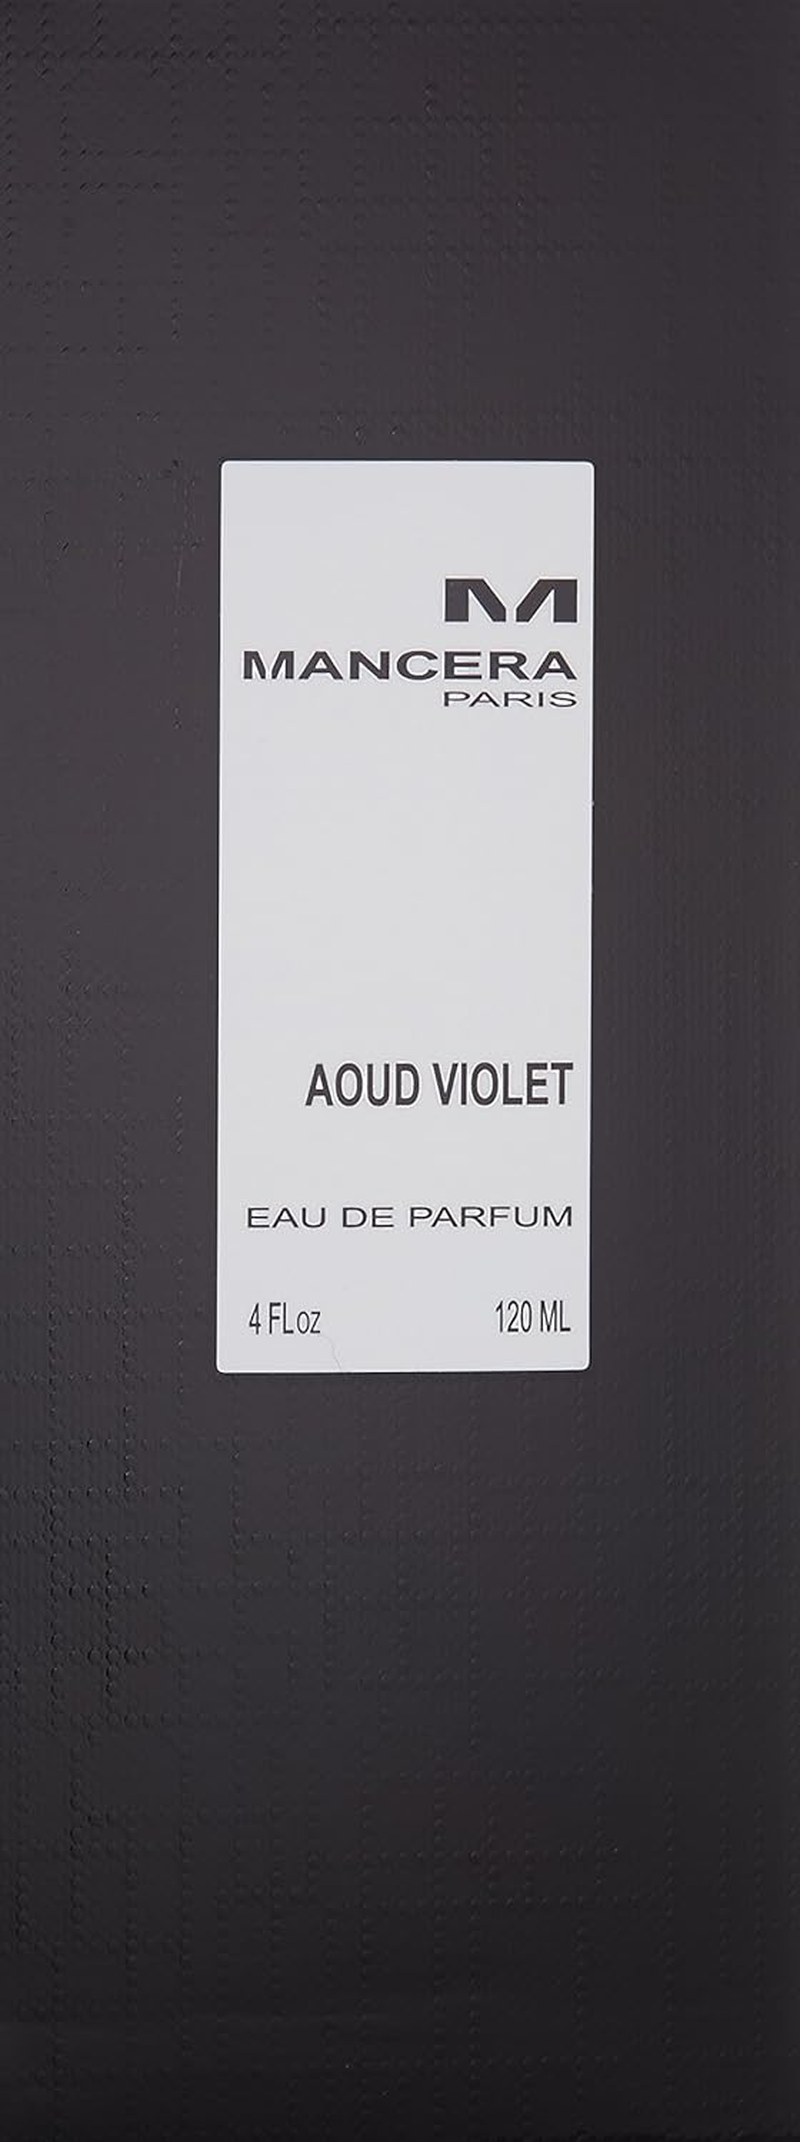 M
MANCERA
PARIS
AOUD VIOLET
EAU DE PARFUM
4 FLoz 120 ML